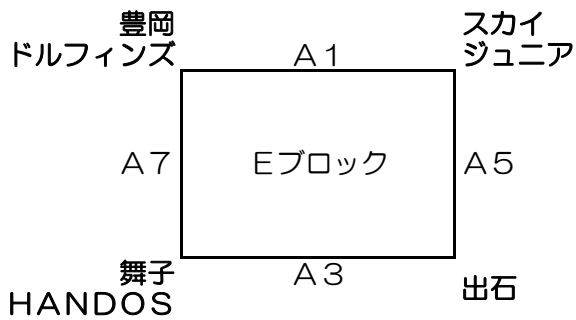 豊岡
ドルフィンズ
スカイ
ジュニア
Ａ１
Ａ７
Ｅブロック
Ａ５
舞子
ＨＡＮＤＯＳ
Ａ３
出石